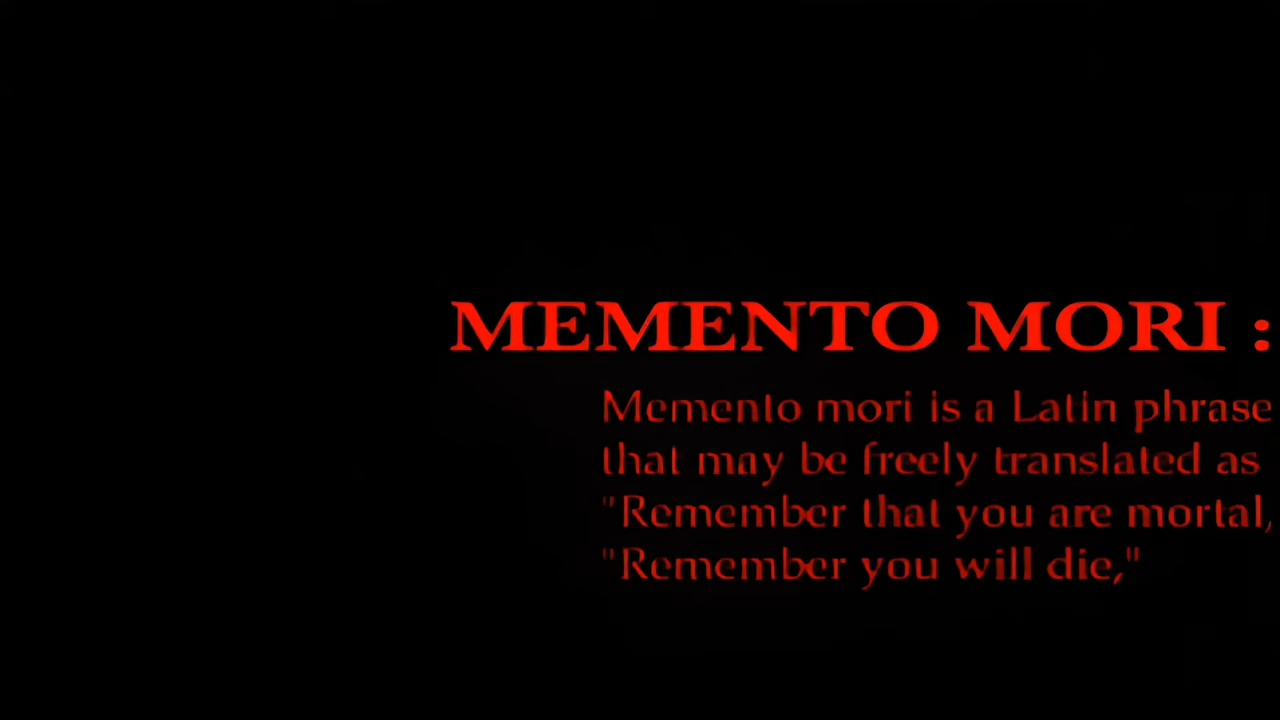 MEMENTO MORI :
Memento mori is a Latin phrase
that may be freely translated as
"Remember that you are mortal,
"Remember you will die,"